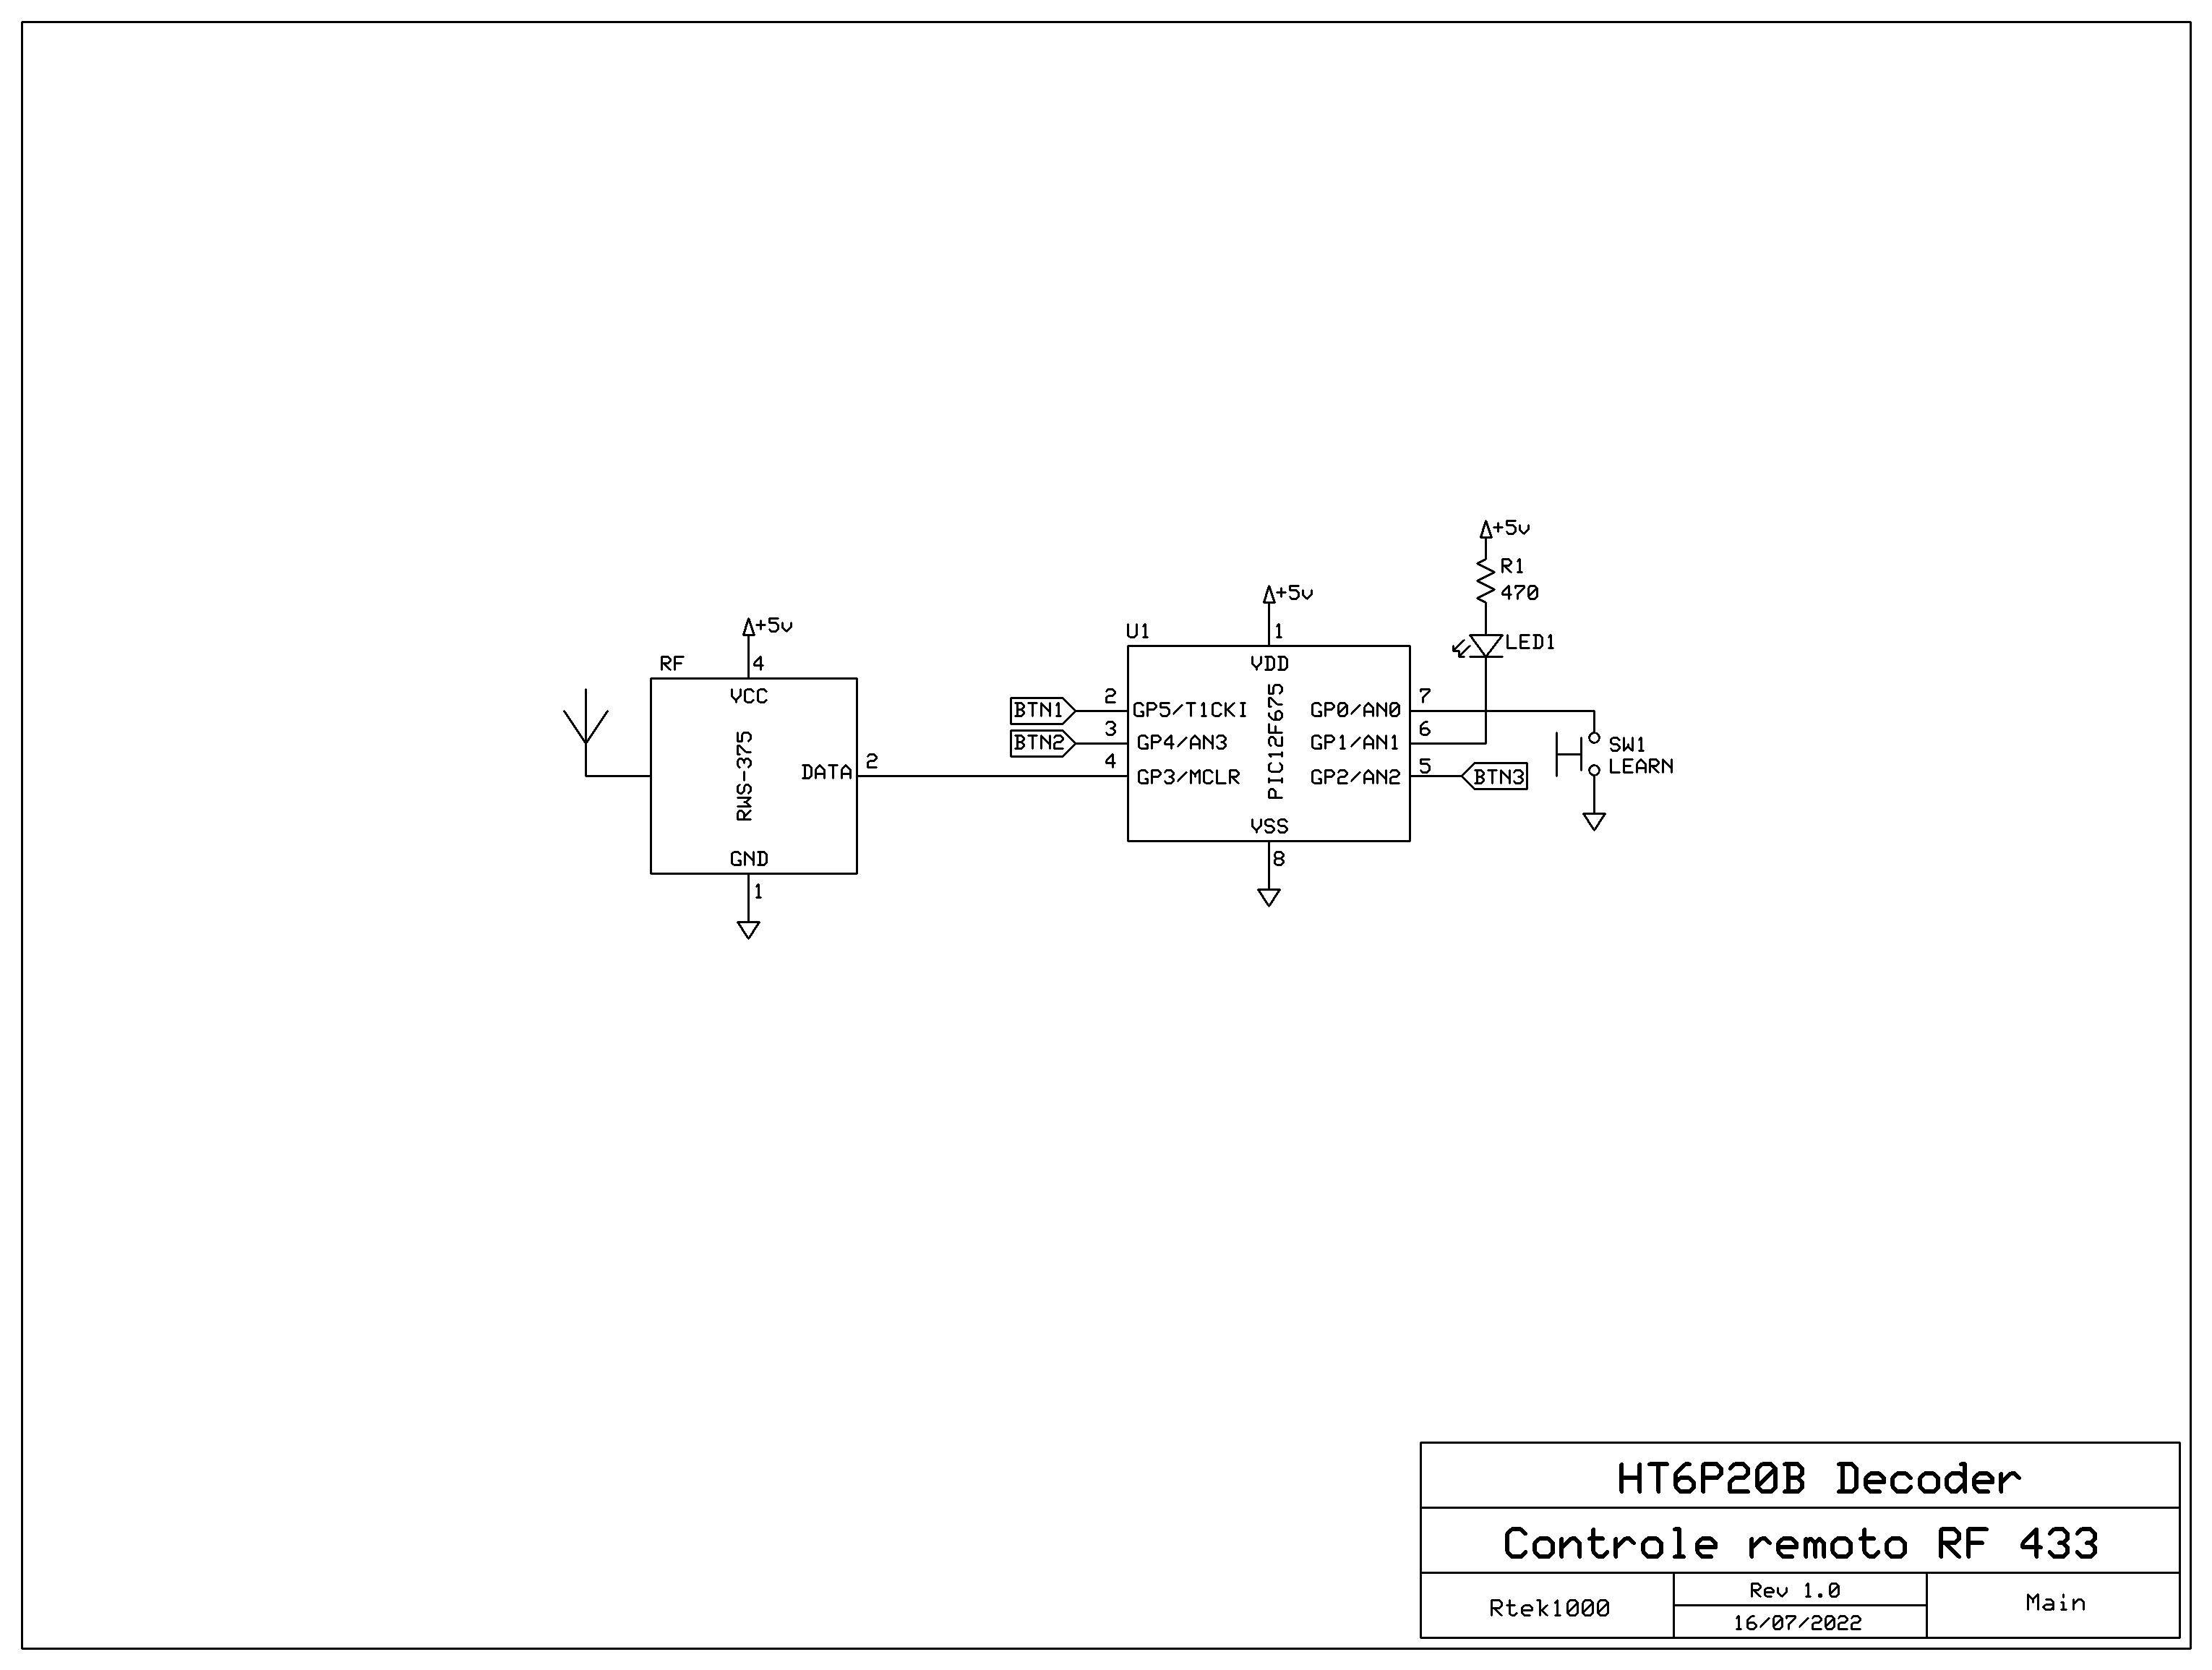 +5v
R1
470
LED1
+5v
U1
1
VDD
+5v
RF
4
VCC
BTN1
2
GP5/T1CKI
GP0/AN0
7
BTN2
3
GP4/AN3
GP1/AN1
6
4
GP3/MCLR
GP2/AN2
5
BTN3
PIC12F675
VSS
8
SW1
LEARN
RWS-375
DATA
2
GND
1
HT6P20B Decoder
Controle remoto RF 433
Rtek1000
Rev 1.0
16/07/2022
Main